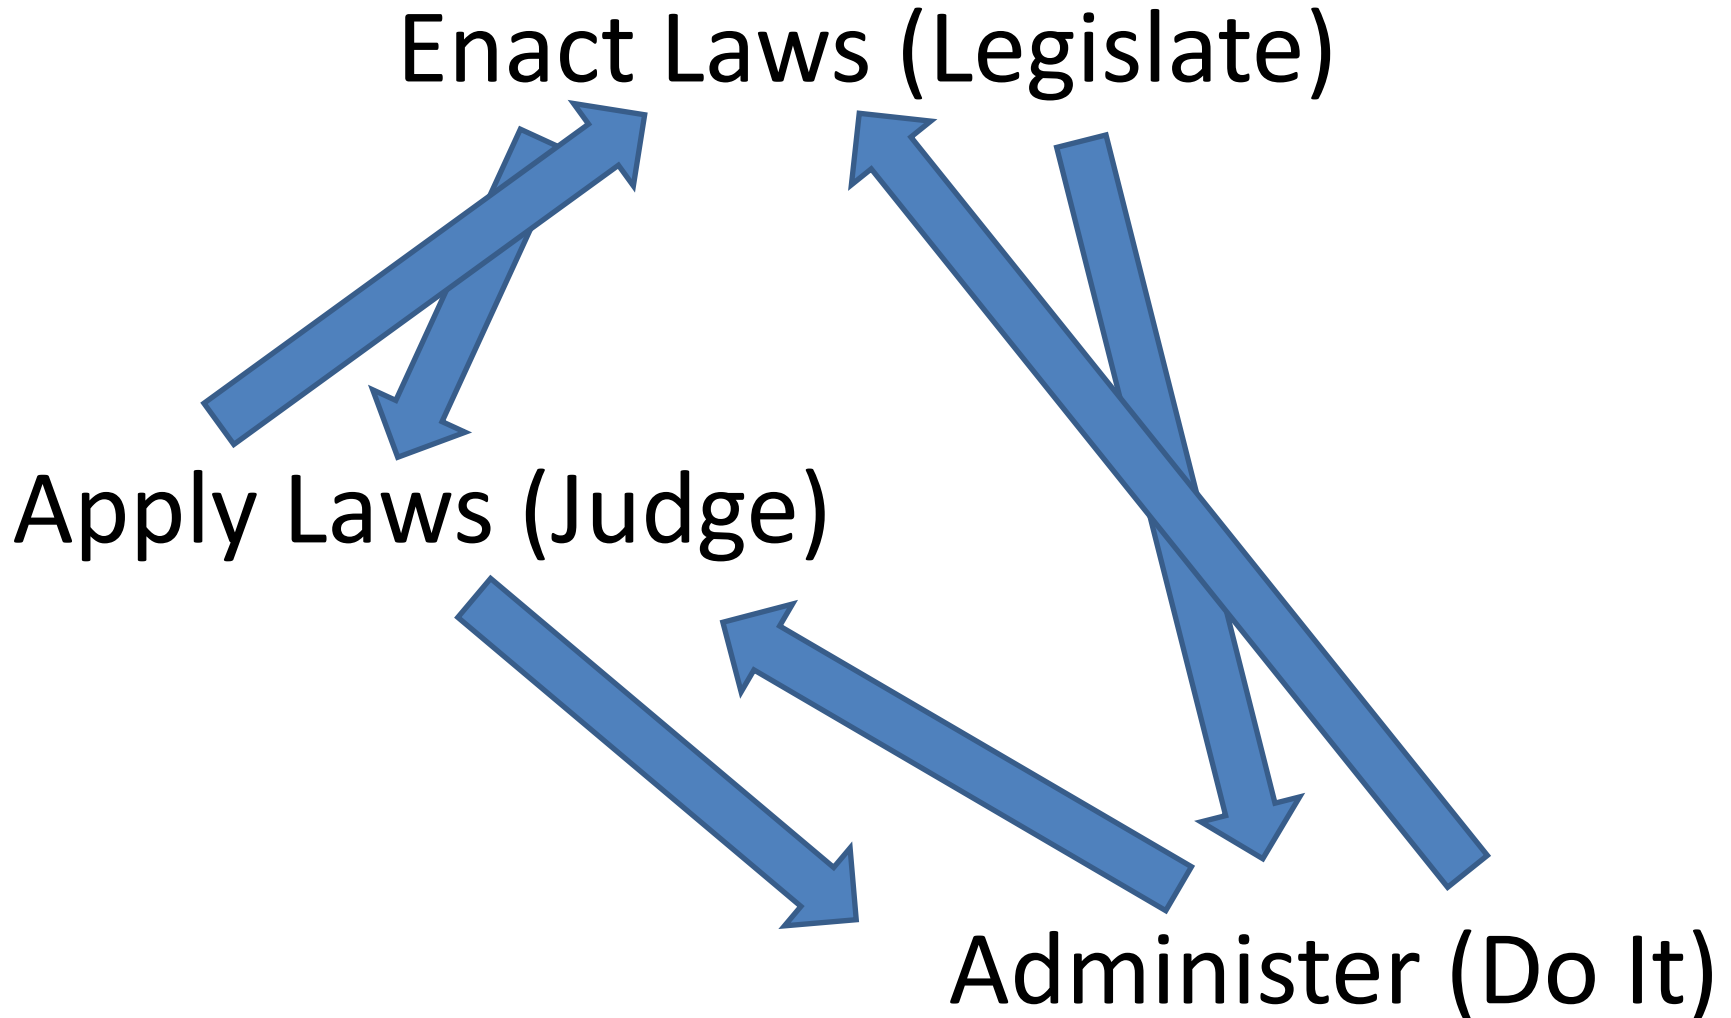 Enact Laws (Legislate)
Apply Laws (Judge)
Administer (Do It)